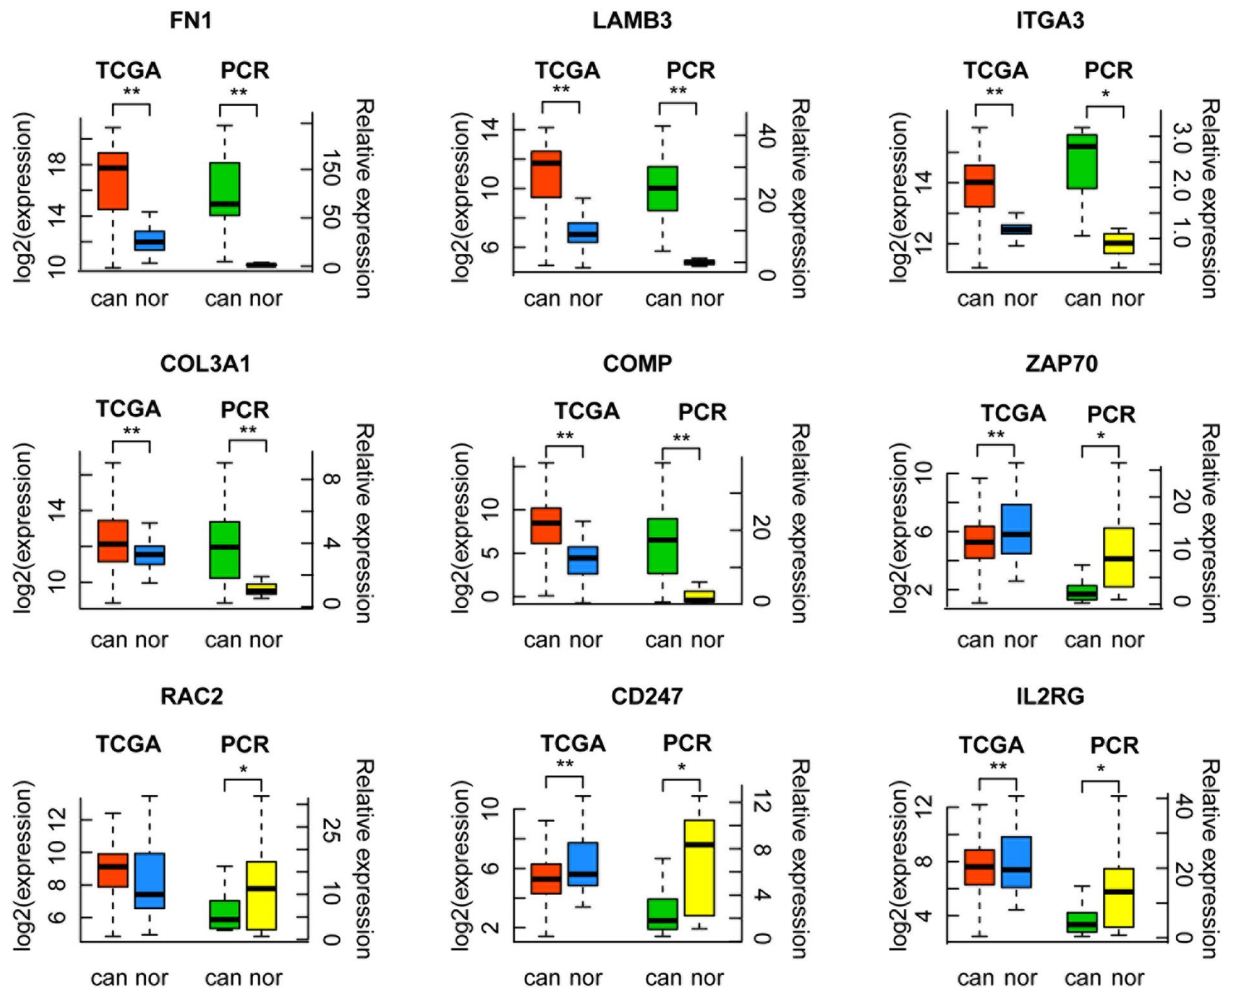 FN1
TCGA PCR
** **
log2(expression)
10 14 18
0 50 150
Relative expression
can nor can nor
LAMB3
TCGA PCR
** **
log2(expression)
6 10 14
0 20 40
Relative expression
can nor can nor
ITGA3
TCGA PCR
** *
log2(expression)
12 14
1.0 2.0 3.0
Relative expression
can nor can nor
COL3A1
TCGA PCR
** **
log2(expression)
10 14
0 4 8
Relative expression
can nor can nor
COMP
TCGA PCR
** **
log2(expression)
0 5 10
0 20
Relative expression
can nor can nor
ZAP70
TCGA PCR
** *
log2(expression)
2 6 10
0 10 20
Relative expression
can nor can nor
RAC2
TCGA PCR
*
log2(expression)
6 8 10 12
0 10 25
Relative expression
can nor can nor
CD247
TCGA PCR
** *
log2(expression)
2 6 10
0 4 8 12
Relative expression
can nor can nor
IL2RG
TCGA PCR
** *
log2(expression)
4 8 12
0 20 40
Relative expression
can nor can nor